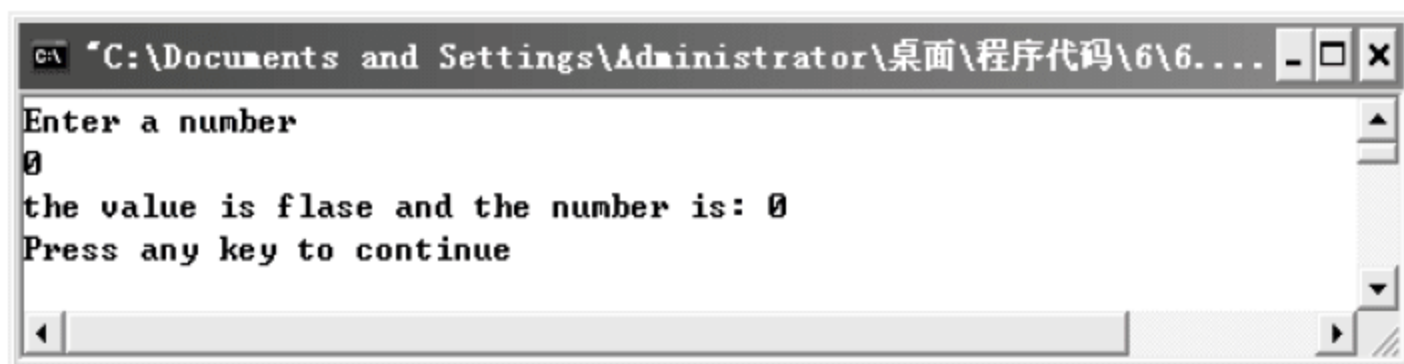 "C:\Documents and Settings\Administrator\桌面\程序代码\6\6....
Enter a number
0
the value is flase and the number is: 0
Press any key to continue